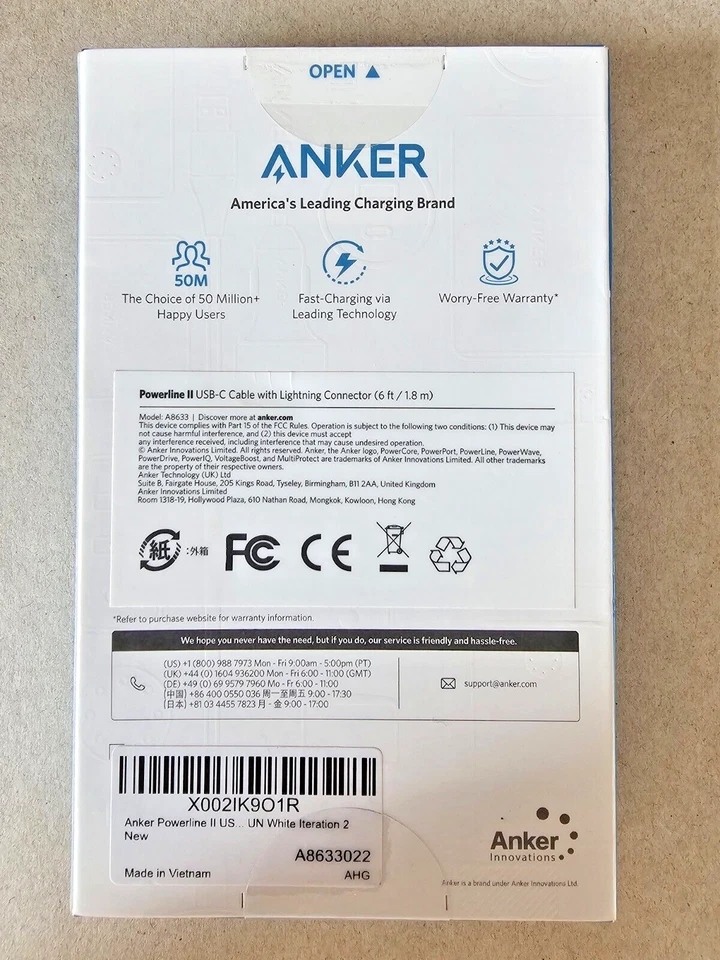 OPEN ▲
ANKER
America's Leading Charging Brand
50M
The Choice of 50 Million+
Happy Users
Fast-Charging via
Leading Technology
Worry-Free Warranty*
Powerline II USB-C Cable with Lightning Connector (6 ft / 1.8 m)
Model: A8633 | Discover more at anker.com
This device complies with Part 15 of the FCC Rules. Operation is subject to the following two conditions: (1) This device may
not cause harmful interference, and (2) this device must accept
any interference received, including interference that may cause undesired operation.
© Anker Innovations Limited. All rights reserved. Anker, the Anker logo, PowerCore, PowerPort, PowerLine, PowerWave,
PowerDrive, PowerIQ, VoltageBoost, and MultiProtect are trademarks of Anker Innovations Limited. All other trademarks
are the property of their respective owners.
Anker Technology (UK) Ltd
Suite B, Fairgate House, 205 Kings Road, Tyseley, Birmingham, B11 2AA, United Kingdom
Anker Innovations Limited
Room 1318-19, Hollywood Plaza, 610 Nathan Road, Mongkok, Kowloon, Hong Kong
紙 :外箱 FC CE
*Refer to purchase website for warranty information.
We hope you never have the need, but if you do, our service is friendly and hassle-free.
(US) +1 (800) 988 7973 Mon - Fri 9:00am - 5:00pm (PT)
(UK) +44 (0) 1604 936200 Mon - Fri 6:00 - 11:00 (GMT)
(DE) +49 (0) 69 9579 7960 Mo - Fr 6:00 - 11:00
(中国) +86 400 0550 036 周一至周五 9:00 - 17:30
(日本) +81 03 4455 7823 月 - 金 9:00 - 17:00
support@anker.com
X002IK9O1R
Anker Powerline II US... UN White Iteration 2
New
A8633022
Made in Vietnam
AHG
Anker
Innovations
Anker is a brand under Anker Innovations Ltd.